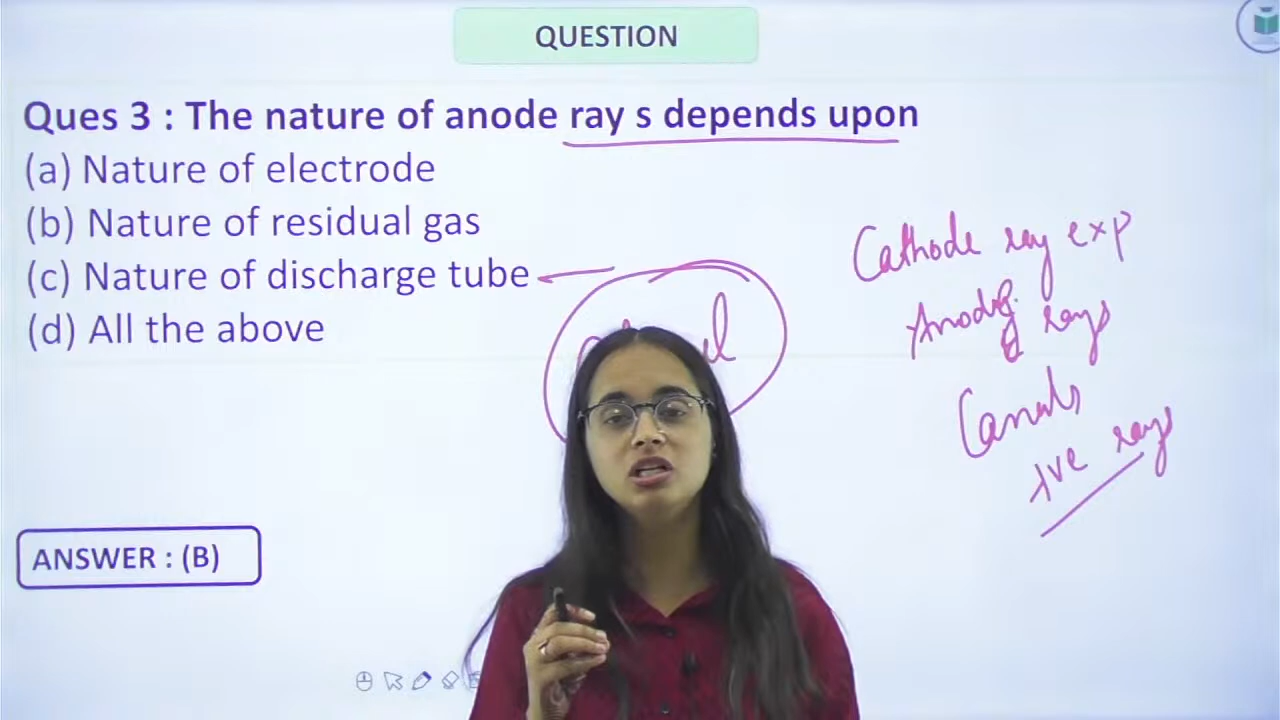 QUESTION
Ques 3 : The nature of anode ray s depends upon
(a) Nature of electrode
(b) Nature of residual gas
(c) Nature of discharge tube
(d) All the above
Cathode ray exp
Anode rays
Canals
+ve rays
ANSWER : (B)